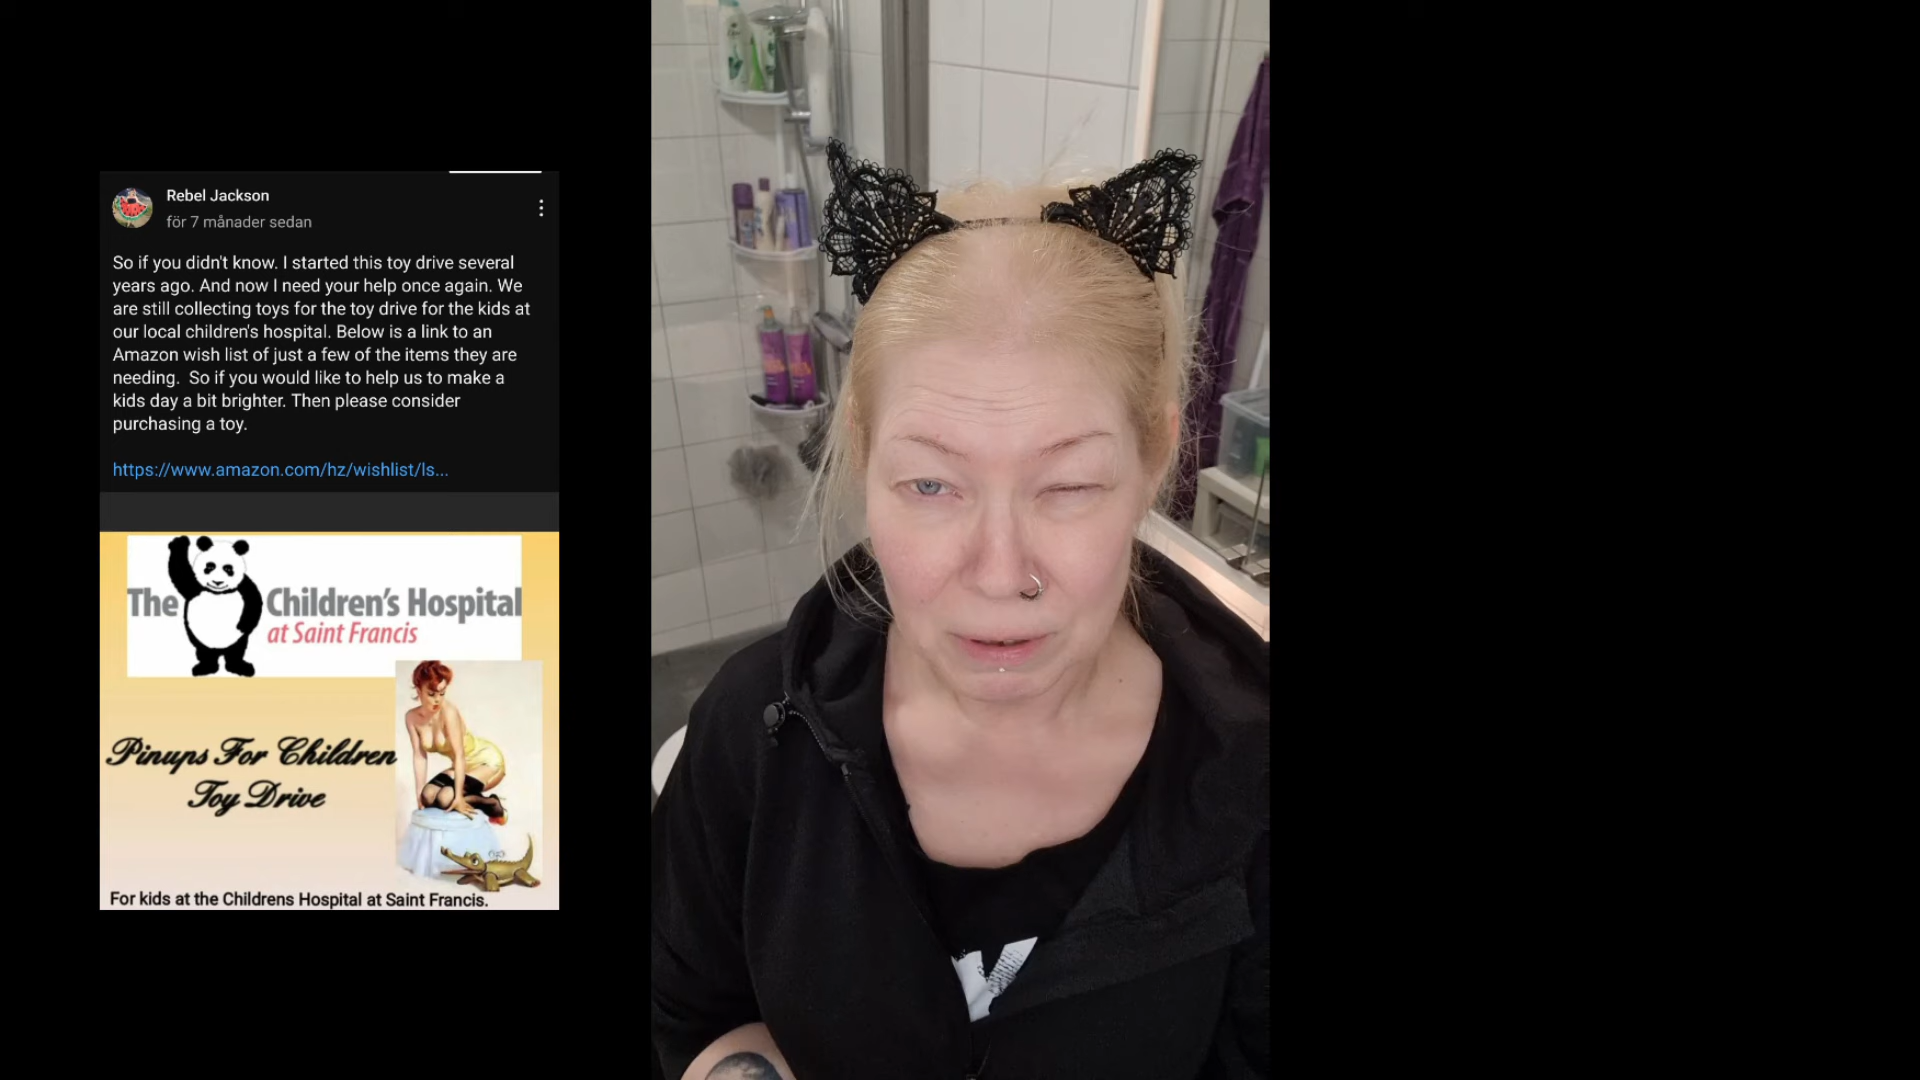 Rebel Jackson
för 7 månader sedan
So if you didn't know. I started this toy drive several
years ago. And now I need your help once again. We
are still collecting toys for the toy drive for the kids at
our local children's hospital. Below is a link to an
Amazon wish list of just a few of the items they are
needing.  So if you would like to help us to make a
kids day a bit brighter. Then please consider
purchasing a toy.
https://www.amazon.com/hz/wishlist/ls...
The Children's Hospital
at Saint Francis
Pinups For Children
Toy Drive
For kids at the Childrens Hospital at Saint Francis.